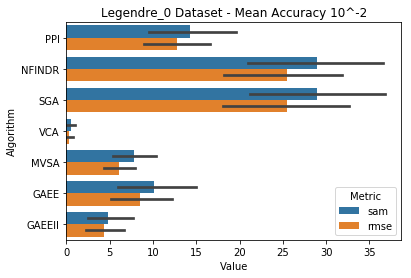 Legendre_0 Dataset - Mean Accuracy 10^-2
Algorithm
PPI
NFINDR
SGA
VCA
MVSA
GAEE
GAEEII
Metric
sam
rmse
0 5 10 15 20 25 30 35
Value